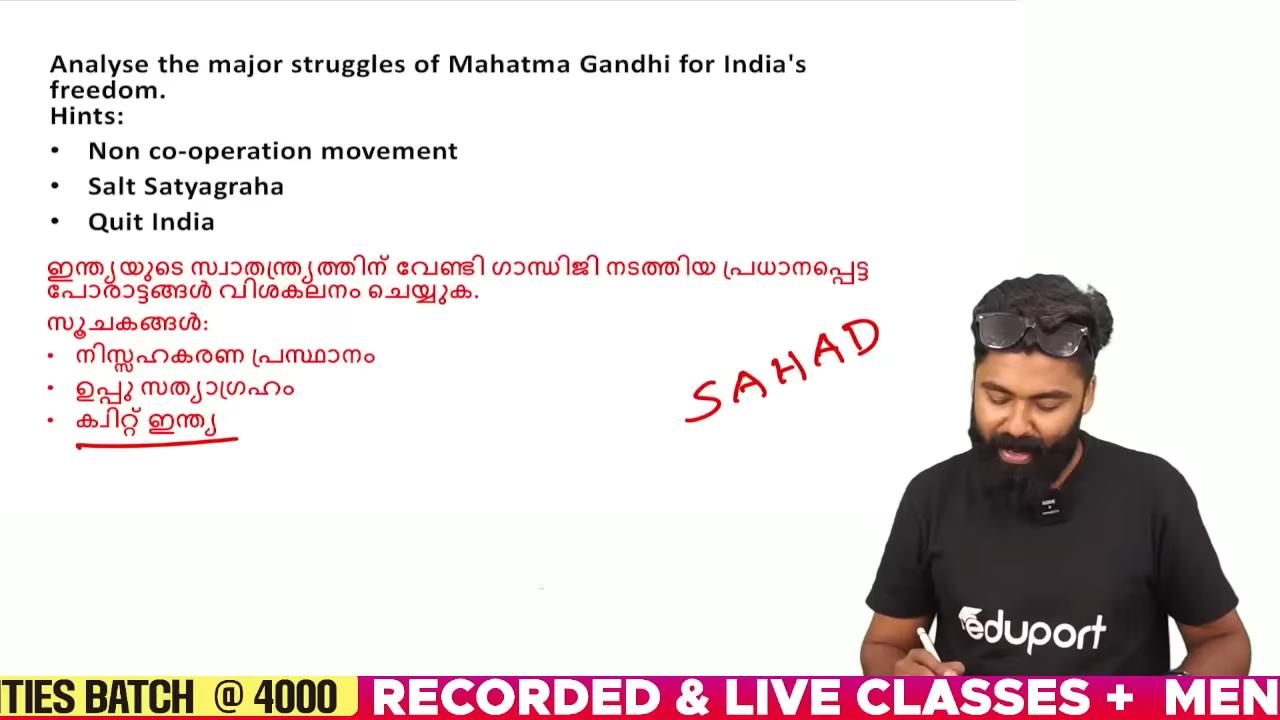 Analyse the major struggles of Mahatma Gandhi for India's
freedom.
Hints:
• Non co-operation movement
• Salt Satyagraha
• Quit India
ഇന്ത്യയുടെ സ്വാതന്ത്ര്യത്തിന് വേണ്ടി ഗാന്ധിജി നടത്തിയ പ്രധാനപ്പെട്ട
പോരാട്ടങ്ങൾ വിശകലനം ചെയ്യുക.
സൂചകങ്ങൾ:
• നിസ്സഹകരണ പ്രസ്ഥാനം
• ഉപ്പു സത്യാഗ്രഹം
• ക്വിറ്റ് ഇന്ത്യ
SAHAD
eduport
ITIES BATCH @ 4000 RECORDED & LIVE CLASSES + MEN